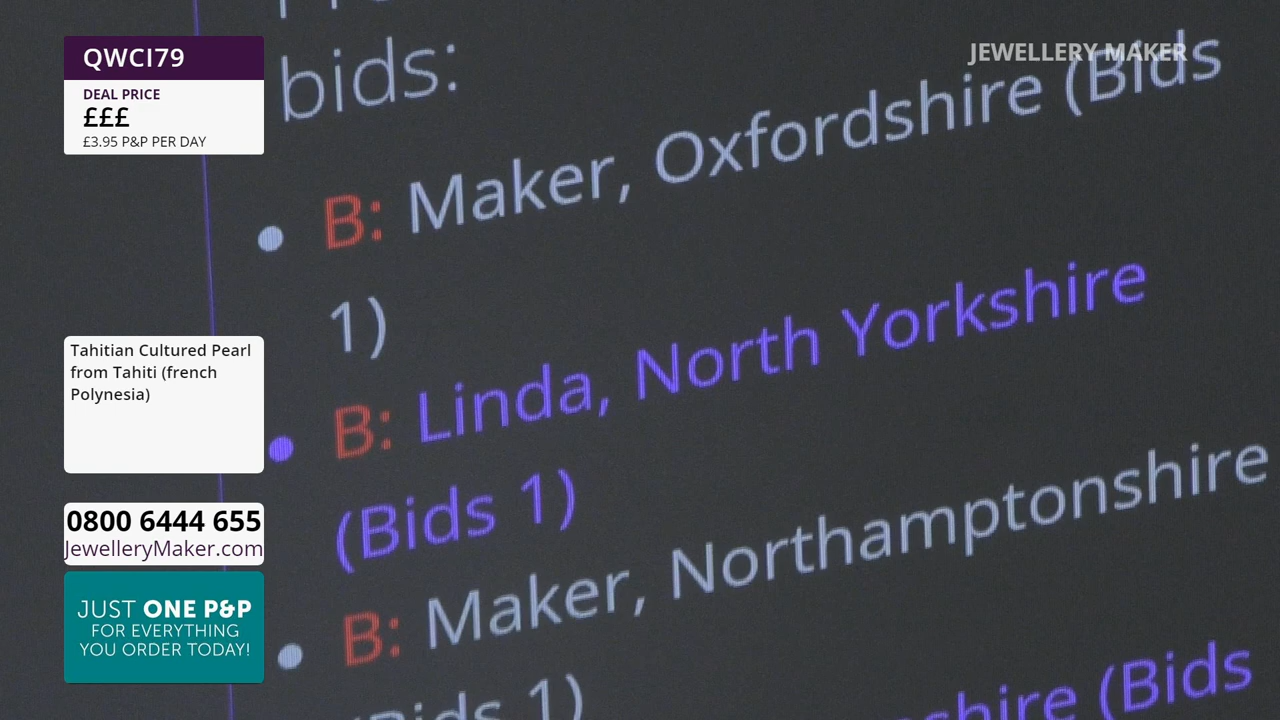 QWCI79
DEAL PRICE
£££
£3.95 P&P PER DAY
Tahitian Cultured Pearl
from Tahiti (french
Polynesia)
0800 6444 655
JewelleryMaker.com
JUST ONE P&P
FOR EVERYTHING
YOU ORDER TODAY!
JEWELLERY MAKER
bids:
B: Maker, Oxfordshire (Bids
1)
B: Linda, North Yorkshire
(Bids 1)
B: Maker, Northamptonshire
(Bids 1)
(Bids